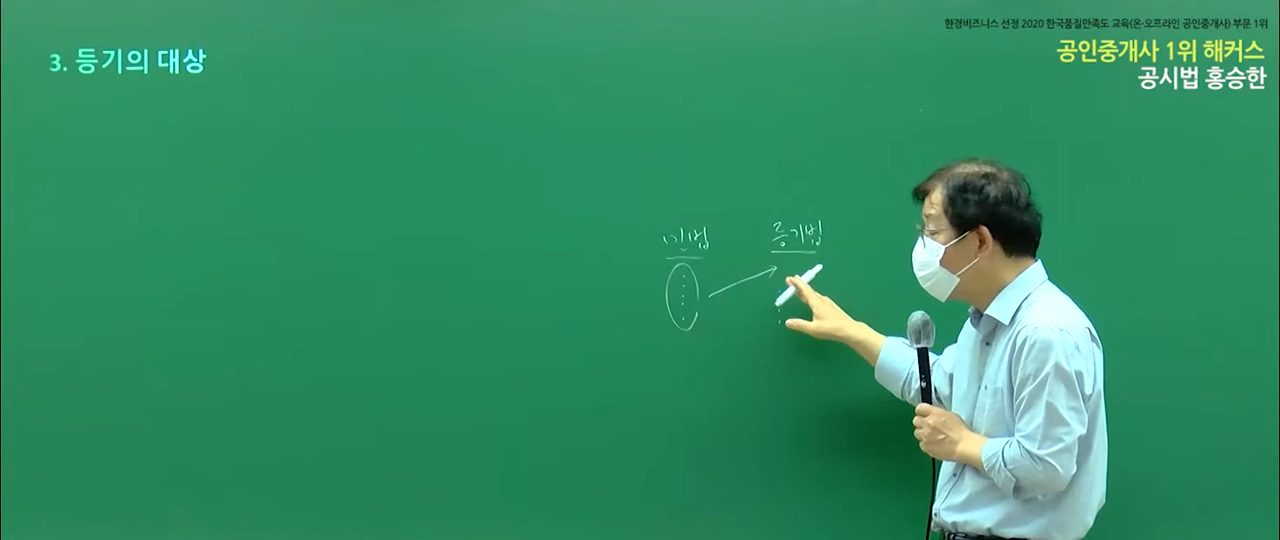 한경비즈니스 선정 2020 한국품질만족도 교육(온·오프라인 공인중개사) 부문 1위
공인중개사 1위 해커스
공시법 홍승한
3. 등기의 대상
민법
등기법